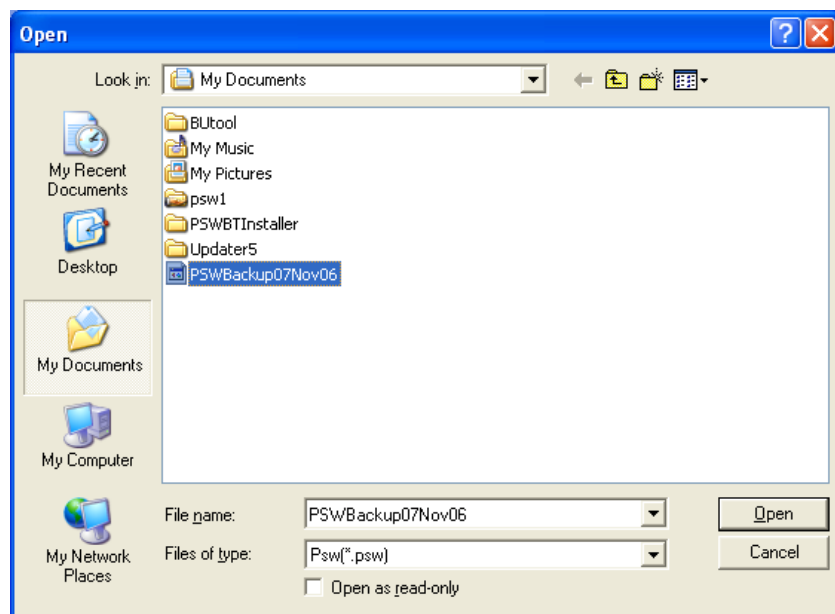 Open
Look in: My Documents
My Recent
Documents
Desktop
My Documents
My Computer
My Network
Places
BUtool
My Music
My Pictures
psw1
PSWBTInstaller
Updater5
PSWBackup07Nov06
File name: PSWBackup07Nov06 Open
Files of type: Psw(*.psw) Cancel
Open as read-only